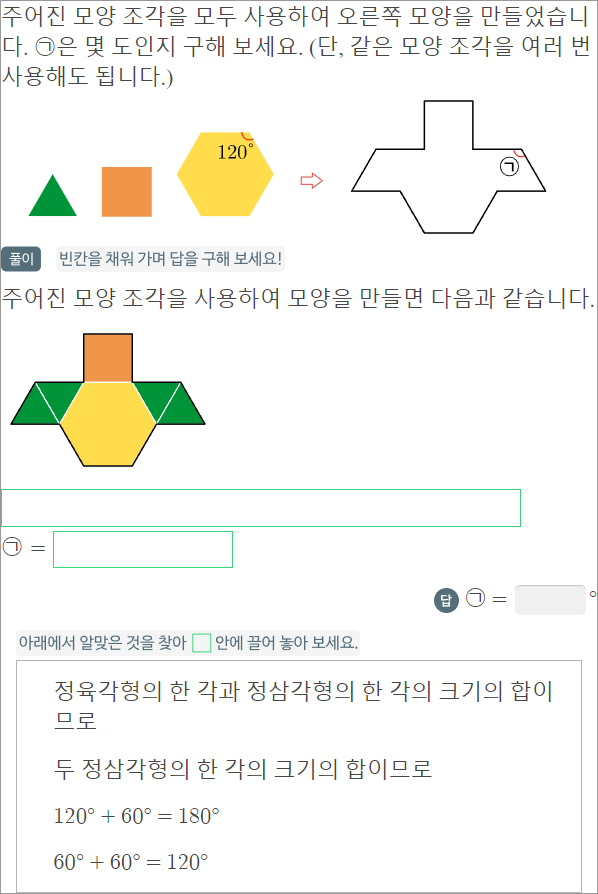 주어진 모양 조각을 모두 사용하여 오른쪽 모양을 만들었습니
다. ㉠은 몇 도인지 구해 보세요. (단, 같은 모양 조각을 여러 번
사용해도 됩니다.)
120°
㉠
풀이 빈칸을 채워 가며 답을 구해 보세요!
주어진 모양 조각을 사용하여 모양을 만들면 다음과 같습니다.
㉠ =
답 ㉠ = °
아래에서 알맞은 것을 찾아 안에 끌어 놓아 보세요.
정육각형의 한 각과 정삼각형의 한 각의 크기의 합이
므로
두 정삼각형의 한 각의 크기의 합이므로
120° + 60° = 180°
60° + 60° = 120°